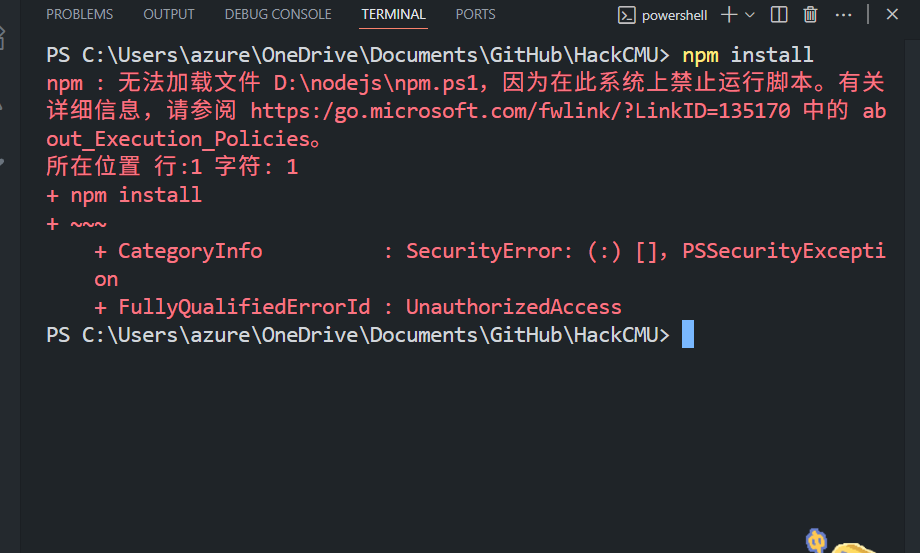 PROBLEMS OUTPUT DEBUG CONSOLE TERMINAL PORTS powershell
PS C:\Users\azure\OneDrive\Documents\GitHub\HackCMU> npm install
npm : 无法加载文件 D:\nodejs\npm.ps1，因为在此系统上禁止运行脚本。有关
详细信息，请参阅 https:/go.microsoft.com/fwlink/?LinkID=135170 中的 ab
out_Execution_Policies。
所在位置 行:1 字符: 1
+ npm install
+ ~~~
+ CategoryInfo : SecurityError: (:) []，PSSecurityExcepti
on
+ FullyQualifiedErrorId : UnauthorizedAccess
PS C:\Users\azure\OneDrive\Documents\GitHub\HackCMU>